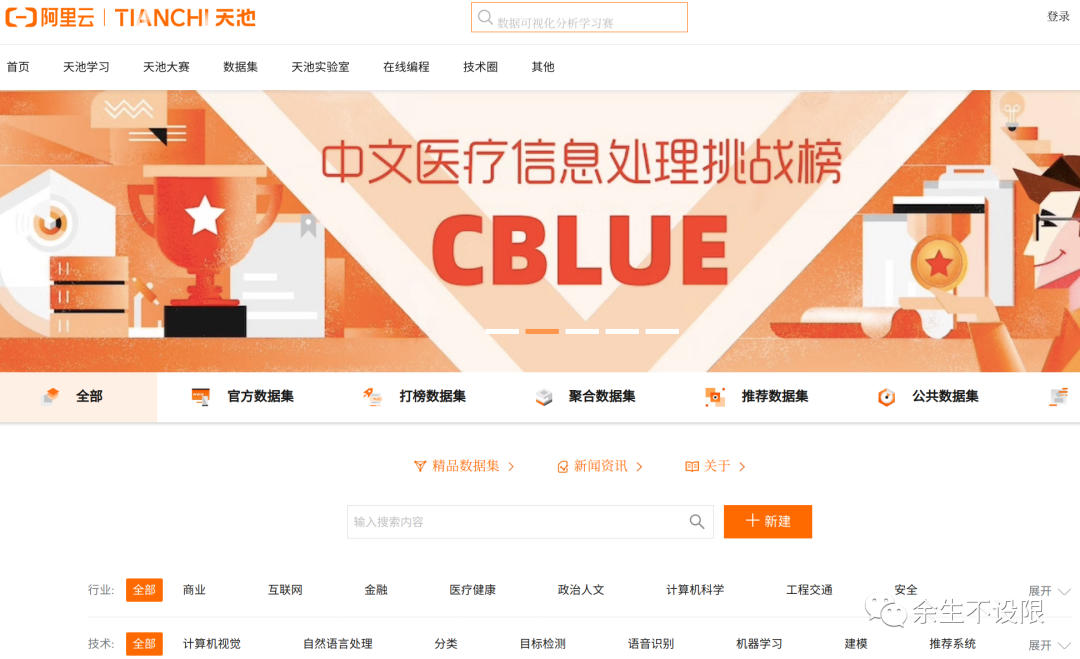 阿里云 | TIANCHI 天池
数据可视化分析学习赛
登录
首页 天池学习 天池大赛 数据集 天池实验室 在线编程 技术圈 其他
中文医疗信息处理挑战榜
CBLUE
全部 官方数据集 打榜数据集 聚合数据集 推荐数据集 公共数据集
精品数据集 新闻资讯 关于
输入搜索内容
新建
行业: 全部 商业 互联网 金融 医疗健康 政治人文 计算机科学 工程交通 安全 展开
余生不设限
技术: 全部 计算机视觉 自然语言处理 分类 目标检测 语音识别 机器学习 建模 推荐系统 展开